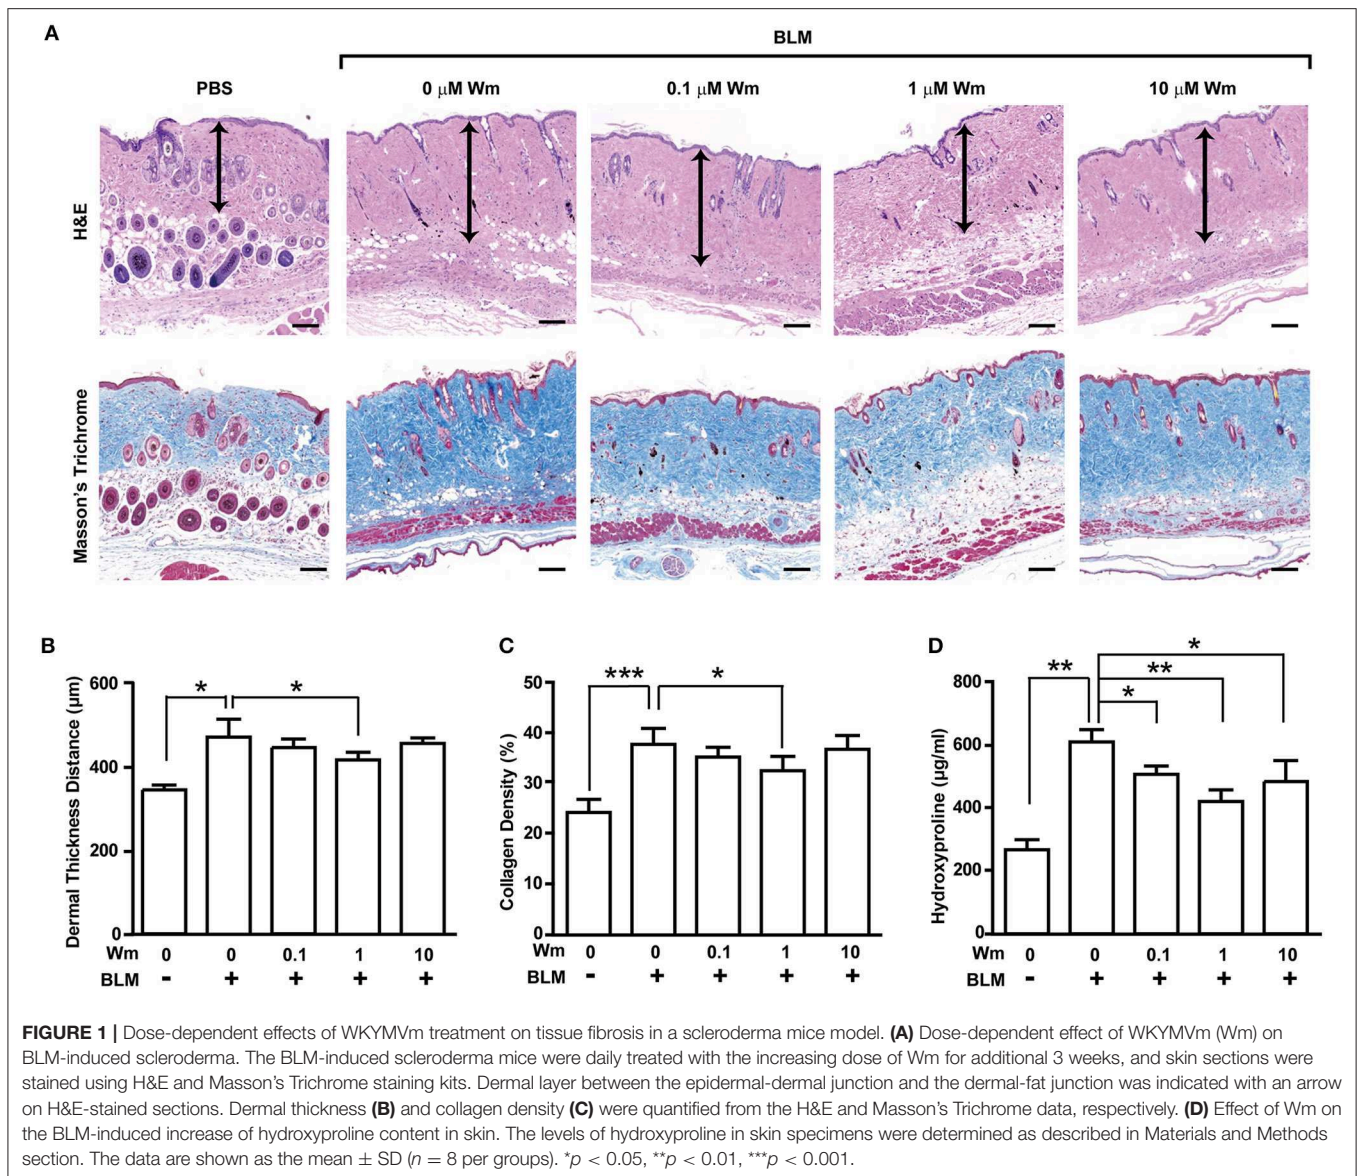 A
BLM
PBS
0 μM Wm
0.1 μM Wm
1 μM Wm
10 μM Wm
H&E
Masson's Trichrome
B
Dermal Thickness Distance (μm)
600
400
200
0
*
*
Wm 0 0 0.1 1 10
BLM - + + + +
C
Collagen Density (%)
50
40
30
20
10
0
***
*
Wm 0 0 0.1 1 10
BLM - + + + +
D
Hydroxyproline (μg/ml)
800
600
400
200
0
**
*
**
*
Wm 0 0 0.1 1 10
BLM - + + + +
FIGURE 1 | Dose-dependent effects of WKYMVm treatment on tissue fibrosis in a scleroderma mice model. (A) Dose-dependent effect of WKYMVm (Wm) on
BLM-induced scleroderma. The BLM-induced scleroderma mice were daily treated with the increasing dose of Wm for additional 3 weeks, and skin sections were
stained using H&E and Masson's Trichrome staining kits. Dermal layer between the epidermal-dermal junction and the dermal-fat junction was indicated with an arrow
on H&E-stained sections. Dermal thickness (B) and collagen density (C) were quantified from the H&E and Masson's Trichrome data, respectively. (D) Effect of Wm on
the BLM-induced increase of hydroxyproline content in skin. The levels of hydroxyproline in skin specimens were determined as described in Materials and Methods
section. The data are shown as the mean ± SD (n = 8 per groups). *p < 0.05, **p < 0.01, ***p < 0.001.